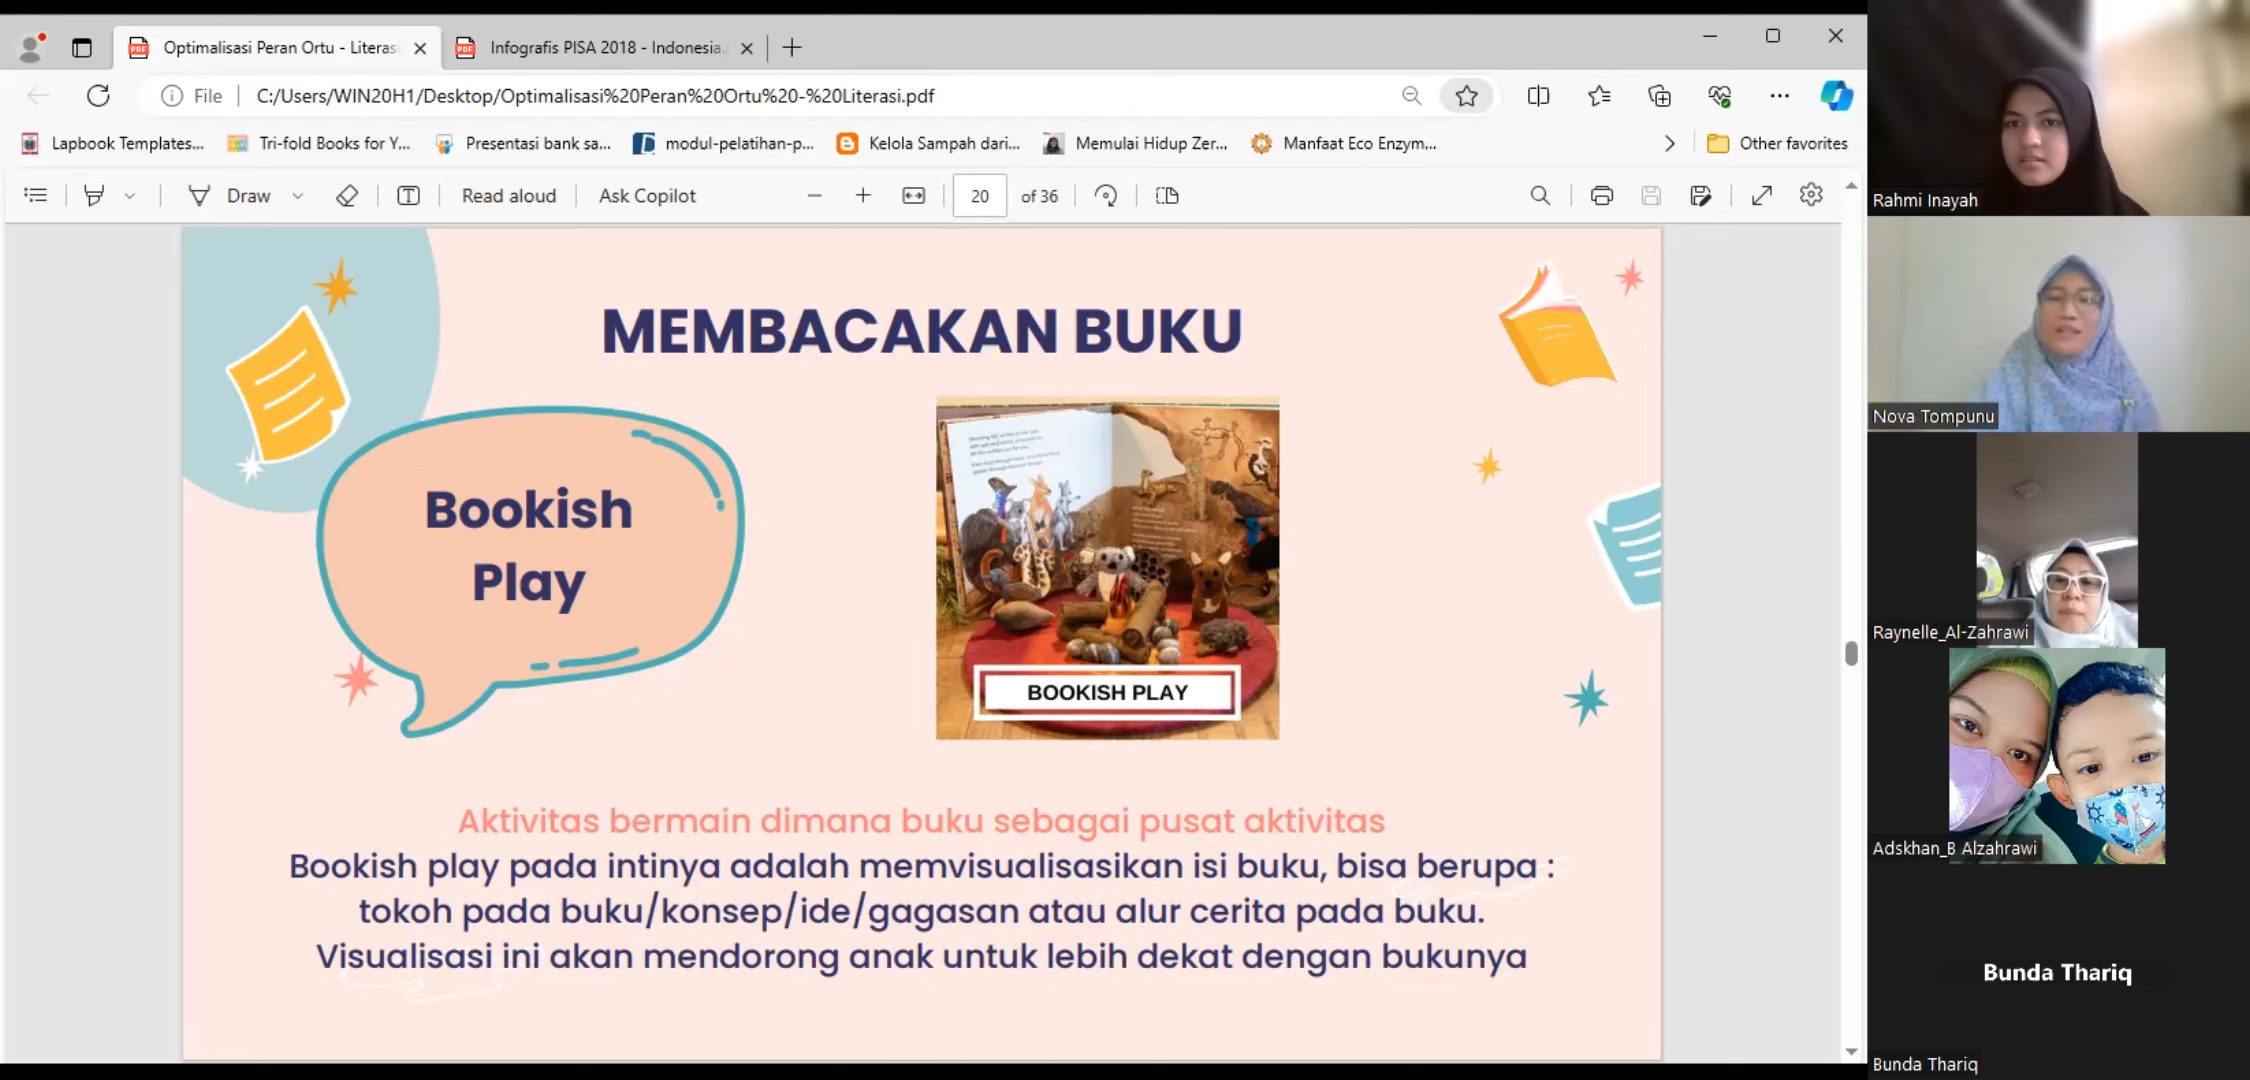 Optimalisasi Peran Ortu - Literas
Infografis PISA 2018 - Indonesia.
File
C:/Users/WIN20H1/Desktop/Optimalisasi%20Peran%20Ortu%20-%20Literasi.pdf
Lapbook Templates...
Tri-fold Books for Y...
Presentasi bank sa...
modul-pelatihan-p...
Kelola Sampah dari...
Memulai Hidup Zer...
Manfaat Eco Enzym...
Other favorites
Draw
Read aloud
Ask Copilot
20
of 36
MEMBACAKAN BUKU
Bookish
Play
BOOKISH PLAY
Aktivitas bermain dimana buku sebagai pusat aktivitas
Bookish play pada intinya adalah memvisualisasikan isi buku, bisa berupa :
tokoh pada buku/konsep/ide/gagasan atau alur cerita pada buku.
Visualisasi ini akan mendorong anak untuk lebih dekat dengan bukunya
Rahmi Inayah
Nova Tompunu
Raynelle_Al-Zahrawi
Adskhan_B Alzahrawi
Bunda Thariq
Bunda Thariq